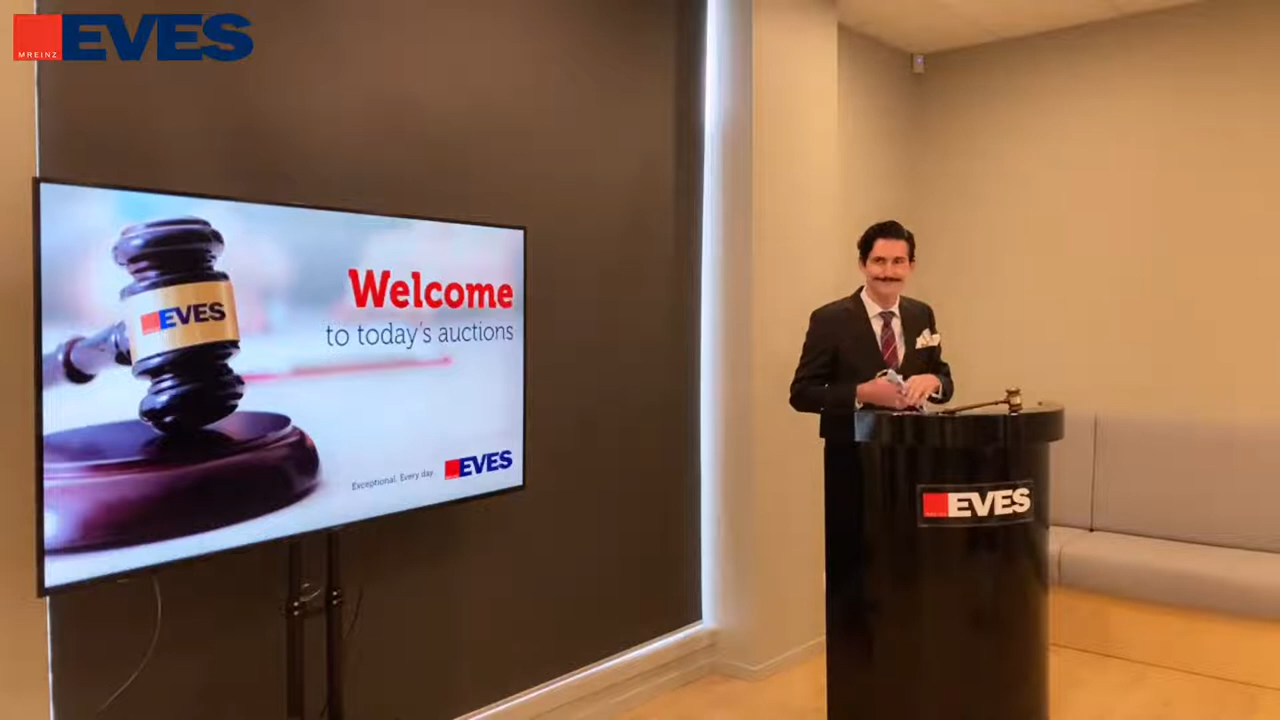 MREINZ EVES
EVES
Welcome
to today's auctions
Exceptional. Every day.
EVES
EVES